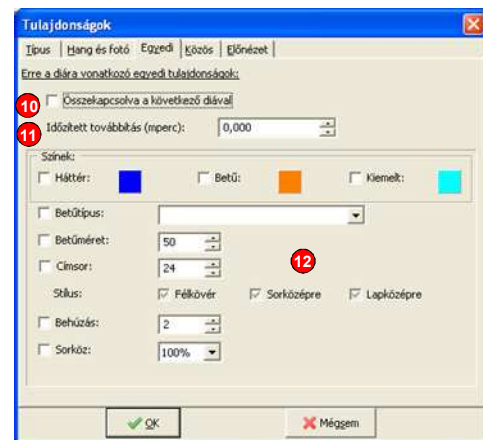 Tulajdonságok
Típus Hang és fotó Egyedi Közös Előnézet
Erre a diára vonatkozó egyedi tulajdonságok:
10 Összekapcsolva a következő diával
11 Időzített továbbítás (mperc): 0,000
Színek:
Háttér: Betű: Kiemelt:
Betűtípus:
Betűméret: 50
Címsor: 24
12
Stílus: Félkövér Sorközépre Lapközépre
Behúzás: 2
Sorköz: 100%
OK Mégsem